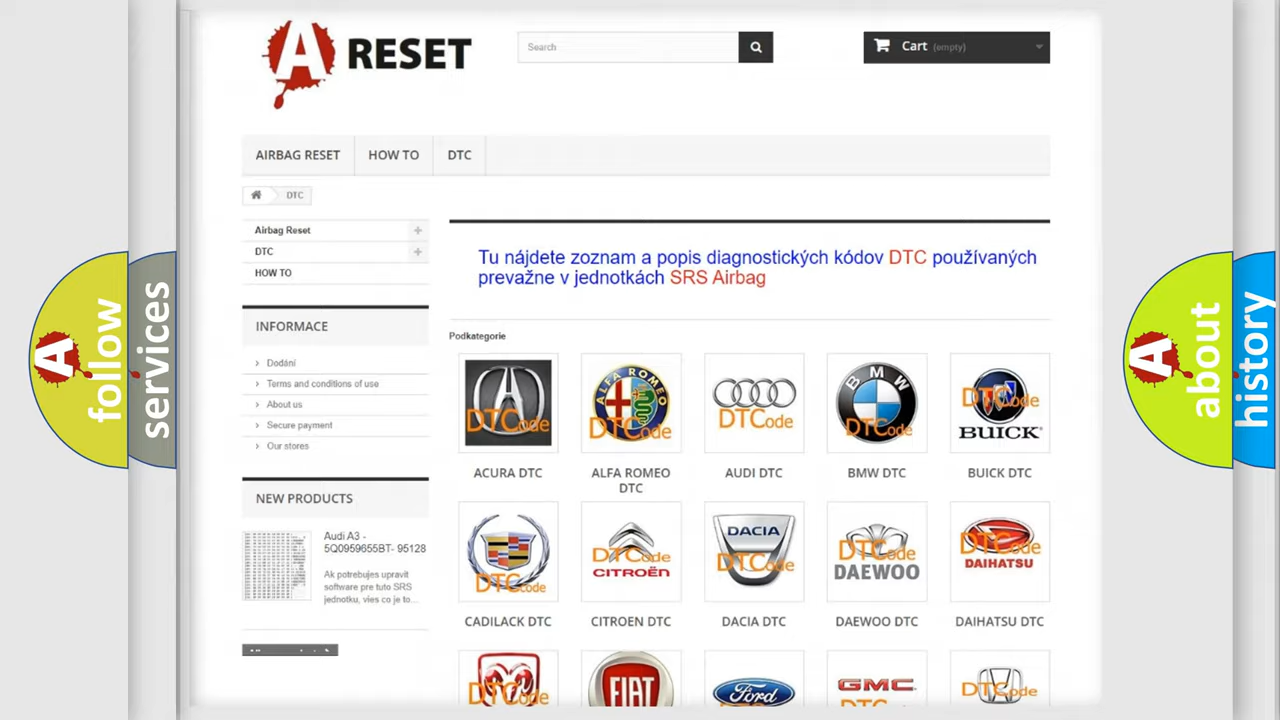 A RESET
Search
Cart (empty)
AIRBAG RESET
HOW TO
DTC
DTC
Airbag Reset
DTC
HOW TO
INFORMACE
Dodání
Terms and conditions of use
About us
Secure payment
Our stores
NEW PRODUCTS
Audi A3 -
5Q0959655BT- 95128
Ak potrebujes upravit
software pre tuto SRS
jednotku, vies co je to...
Tu nájdete zoznam a popis diagnostických kódov DTC používaných
prevažne v jednotkách SRS Airbag
Podkategorie
DTCode
ALFA ROMEO
DTCode
DTCode
BMW
DTCode
DTCode
BUICK
ACURA DTC
ALFA ROMEO
DTC
AUDI DTC
BMW DTC
BUICK DTC
DTCode
DTCode
CITROËN
DACIA
DTCode
DTCode
DAEWOO
DTCode
DAIHATSU
CADILACK DTC
CITROEN DTC
DACIA DTC
DAEWOO DTC
DAIHATSU DTC
DTCode
FIAT
Ford
GMC
DTCode
A follow
services
A about
history